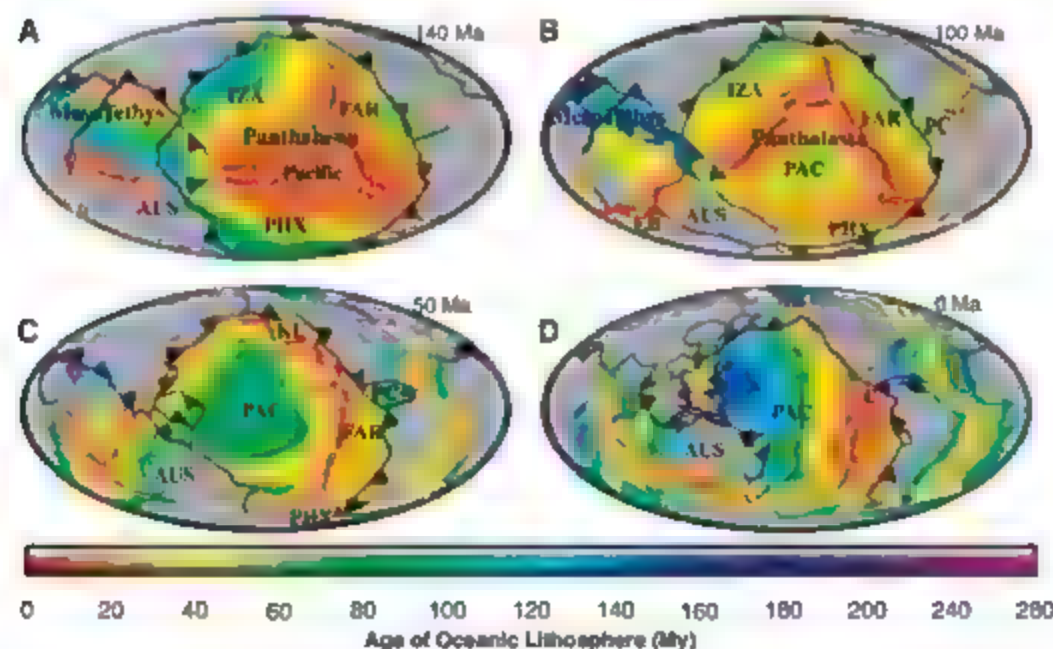 A
140 Ma
IZA
FAR
Panthalassa
Pacific
AUS
PHX
B
100 Ma
IZA
FAR
Panthalassa
PAC
AUS
PHX
C
50 Ma
PAC
FAR
AUS
PHX
D
0 Ma
PAC
AUS
0 20 40 60 80 100 120 140 160 180 200 240 280
Age of Oceanic Lithosphere (My)